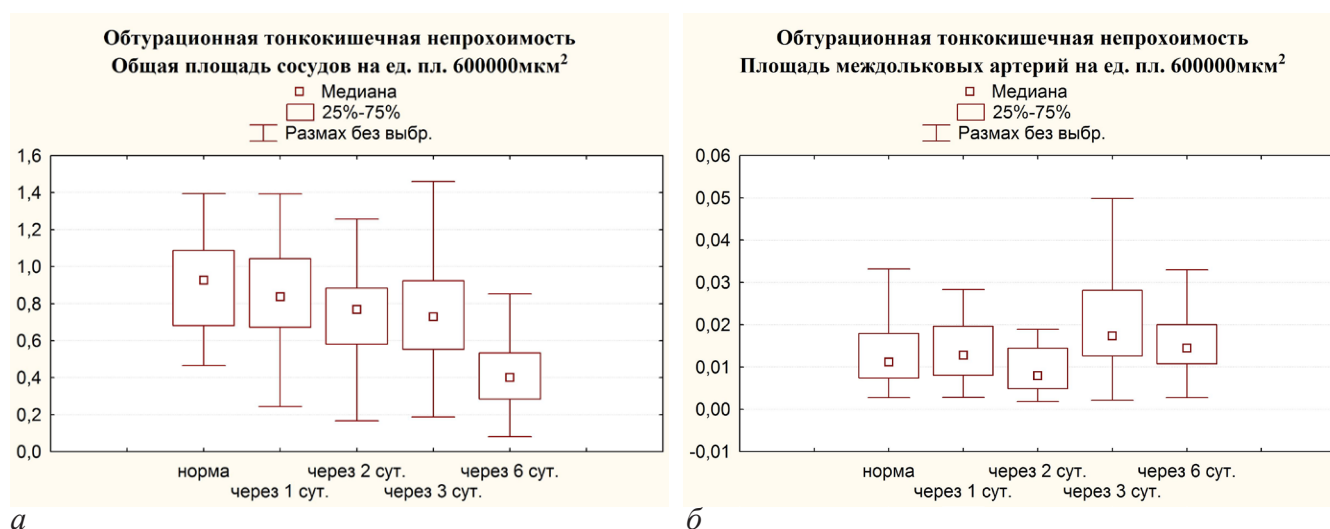 Обтурационная тонкокишечная непрохоимость
Общая площадь сосудов на ед. пл. 600000мкм²
Медиана
25%-75%
Размах без выбр.
1,6
1,4
1,2
1,0
0,8
0,6
0,4
0,2
0,0
норма через 2 сут. через 6 сут.
через 1 сут. через 3 сут.
а
Обтурационная тонкокишечная непрохоимость
Площадь междольковых артерий на ед. пл. 600000мкм²
Медиана
25%-75%
Размах без выбр.
0,06
0,05
0,04
0,03
0,02
0,01
0,00
-0,01
норма через 2 сут. через 6 сут.
через 1 сут. через 3 сут.
б